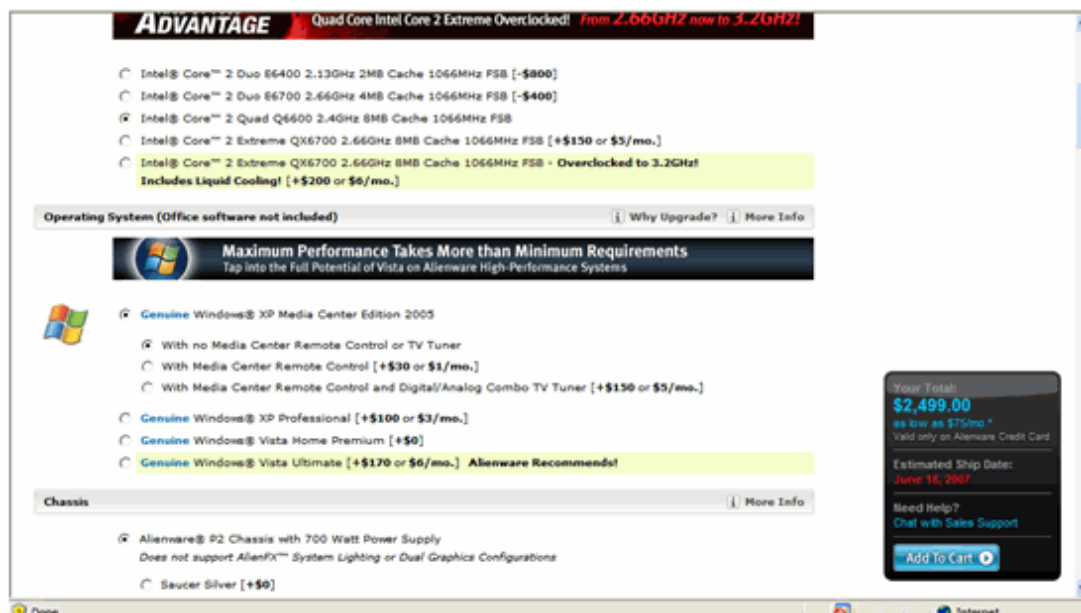 ADVANTAGE
Quad Core Intel Core 2 Extreme Overclocked! From 2.66GHz now to 3.2GHz!
Intel® Core™ 2 Duo E6400 2.13GHz 2MB Cache 1066MHz FSB [-$800]
Intel® Core™ 2 Duo E6700 2.66GHz 4MB Cache 1066MHz FSB [-$400]
Intel® Core™ 2 Quad Q6600 2.4GHz 8MB Cache 1066MHz FSB
Intel® Core™ 2 Extreme QX6700 2.66GHz 8MB Cache 1066MHz FSB [+$150 or $5/mo.]
Intel® Core™ 2 Extreme QX6700 2.66GHz 8MB Cache 1066MHz FSB - Overclocked to 3.2GHz!
Includes Liquid Cooling! [+$200 or $6/mo.]
Operating System (Office software not included)
Why Upgrade? More Info
Maximum Performance Takes More than Minimum Requirements
Tap into the Full Potential of Vista on Alienware High-Performance Systems
Genuine Windows® XP Media Center Edition 2005
With no Media Center Remote Control or TV Tuner
With Media Center Remote Control [+$30 or $1/mo.]
With Media Center Remote Control and Digital/Analog Combo TV Tuner [+$150 or $5/mo.]
Genuine Windows® XP Professional [+$100 or $3/mo.]
Genuine Windows® Vista Home Premium [+$0]
Genuine Windows® Vista Ultimate [+$170 or $6/mo.] Alienware Recommends!
Chassis
More Info
Alienware® P2 Chassis with 700 Watt Power Supply
Does not support AlienFX™ System Lighting or Dual Graphics Configurations
Saucer Silver [+$0]
Your Total:
$2,499.00
as low as $75/mo.*
Valid only on Alienware Credit Card
Estimated Ship Date:
June 18, 2007
Need Help?
Chat with Sales Support
Add To Cart
Done
Internet